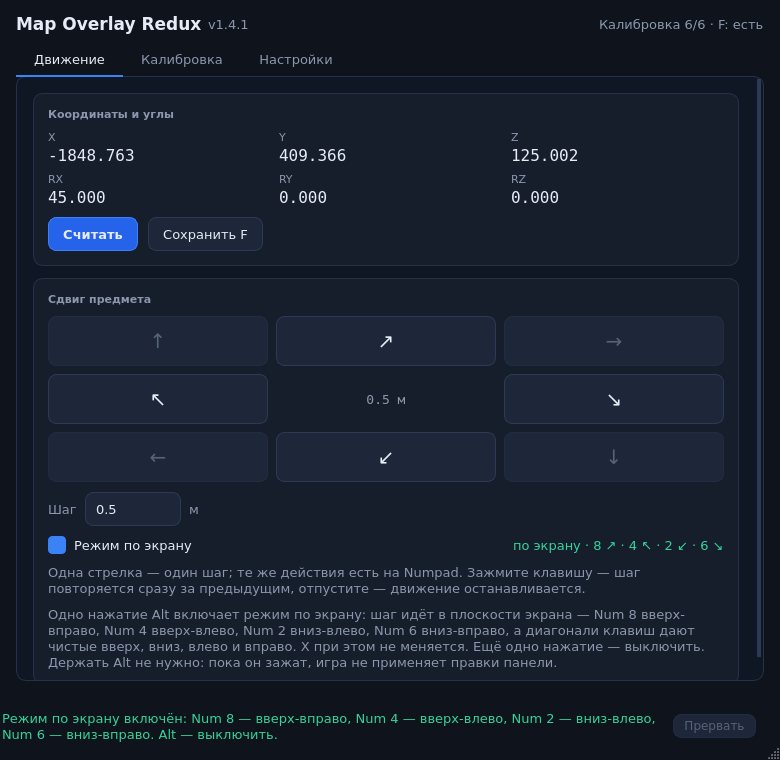 Map Overlay Redux v1.4.1 Калибровка 6/6 · F: есть
Движение Калибровка Настройки
Координаты и углы
X Y Z
-1848.763 409.366 125.002
RX RY RZ
45.000 0.000 0.000
Считать Сохранить F
Сдвиг предмета
↑ ↗ →
↖ 0.5 м ↘
← ↙ ↓
Шаг 0.5 м
Режим по экрану по экрану · 8 ↗ · 4 ↖ · 2 ↙ · 6 ↘
Одна стрелка — один шаг; те же действия есть на Numpad. Зажмите клавишу — шаг
повторяется сразу за предыдущим, отпустите — движение останавливается.
Одно нажатие Alt включает режим по экрану: шаг идёт в плоскости экрана — Num 8 вверх-
вправо, Num 4 вверх-влево, Num 2 вниз-влево, Num 6 вниз-вправо, а диагонали клавиш дают
чистые вверх, вниз, влево и вправо. X при этом не меняется. Ещё одно нажатие — выключить.
Держать Alt не нужно: пока он зажат, игра не применяет правки панели.
Режим по экрану включён: Num 8 — вверх-вправо, Num 4 — вверх-влево, Num 2 — вниз-влево,
Num 6 — вниз-вправо. Alt — выключить.
Прервать